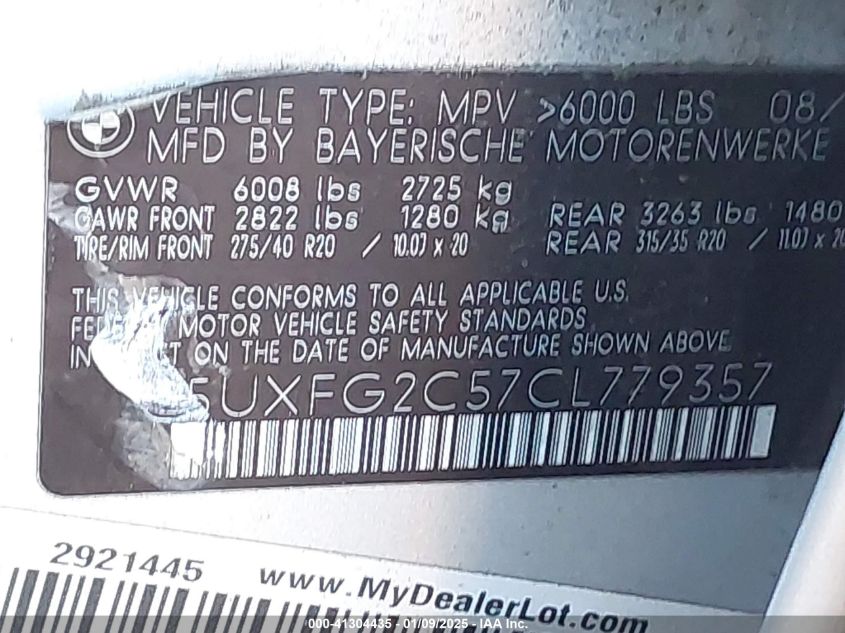 VEHICLE TYPE: MPV >6000 LBS 08/
MFD BY BAYERISCHE MOTORENWERKE
GVWR 6008 lbs 2725 kg
GAWR FRONT 2822 lbs 1280 kg REAR 3263 lbs 1480
TIRE/RIM FRONT 275/40 R20 / 10.0J x 20 REAR 315/35 R20 / 11.0J x 20
THIS VEHICLE CONFORMS TO ALL APPLICABLE U.S.
MOTOR VEHICLE SAFETY STANDARDS
IN ON THE DATE OF MANUFACTURE SHOWN ABOVE
5UXFG2C57CL779357
2921445 www.MyDealerLot.com
000-41304435 - 01/09/2025 - IAA Inc.